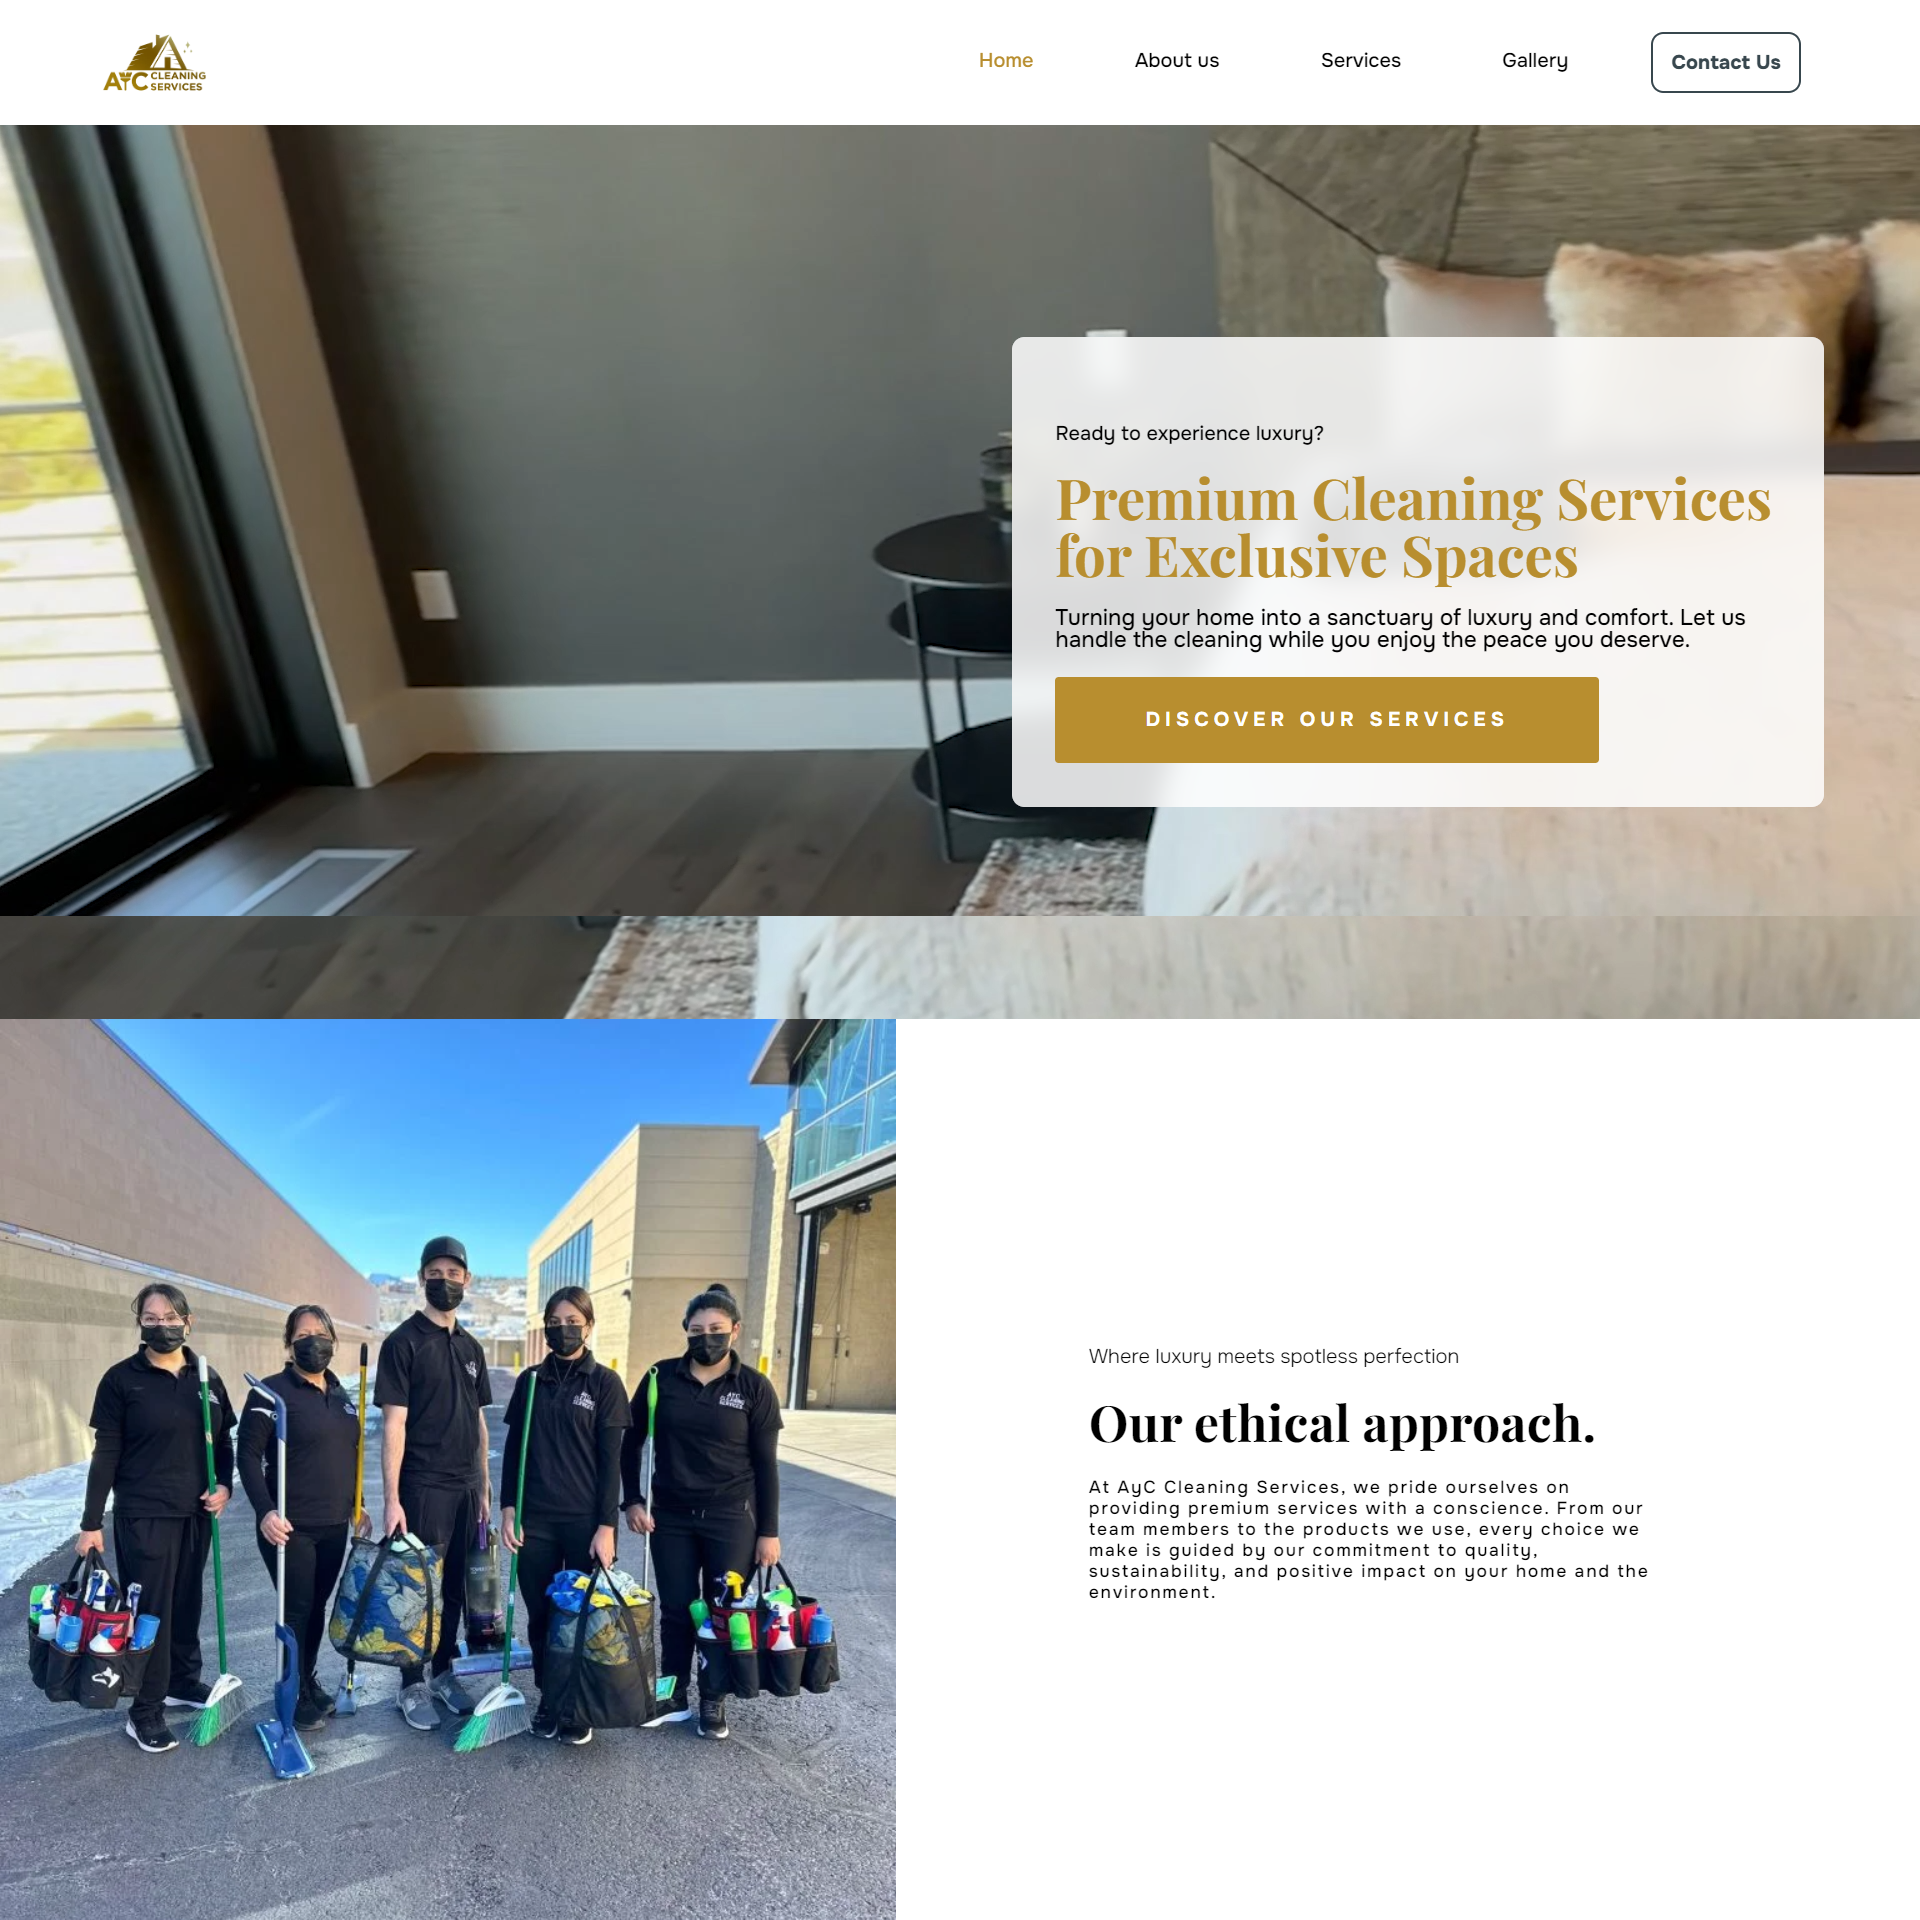 AYC CLEANING SERVICES
Home
About us
Services
Gallery
Contact Us
Ready to experience luxury?
Premium Cleaning Services
for Exclusive Spaces
Turning your home into a sanctuary of luxury and comfort. Let us
handle the cleaning while you enjoy the peace you deserve.
DISCOVER OUR SERVICES
Where luxury meets spotless perfection
Our ethical approach.
At AyC Cleaning Services, we pride ourselves on
providing premium services with a conscience. From our
team members to the products we use, every choice we
make is guided by our commitment to quality,
sustainability, and positive impact on your home and the
environment.
AYC
CLEANING
SERVICES